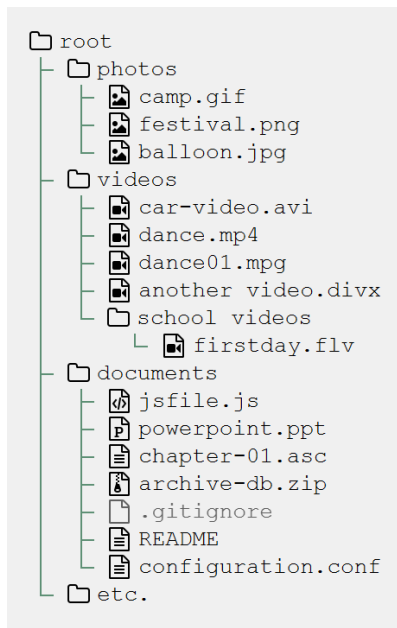 root
photos
camp.gif
festival.png
balloon.jpg
videos
car-video.avi
dance.mp4
dance01.mpg
another video.divx
school videos
firstday.flv
documents
jsfile.js
powerpoint.ppt
chapter-01.asc
archive-db.zip
.gitignore
README
configuration.conf
etc.